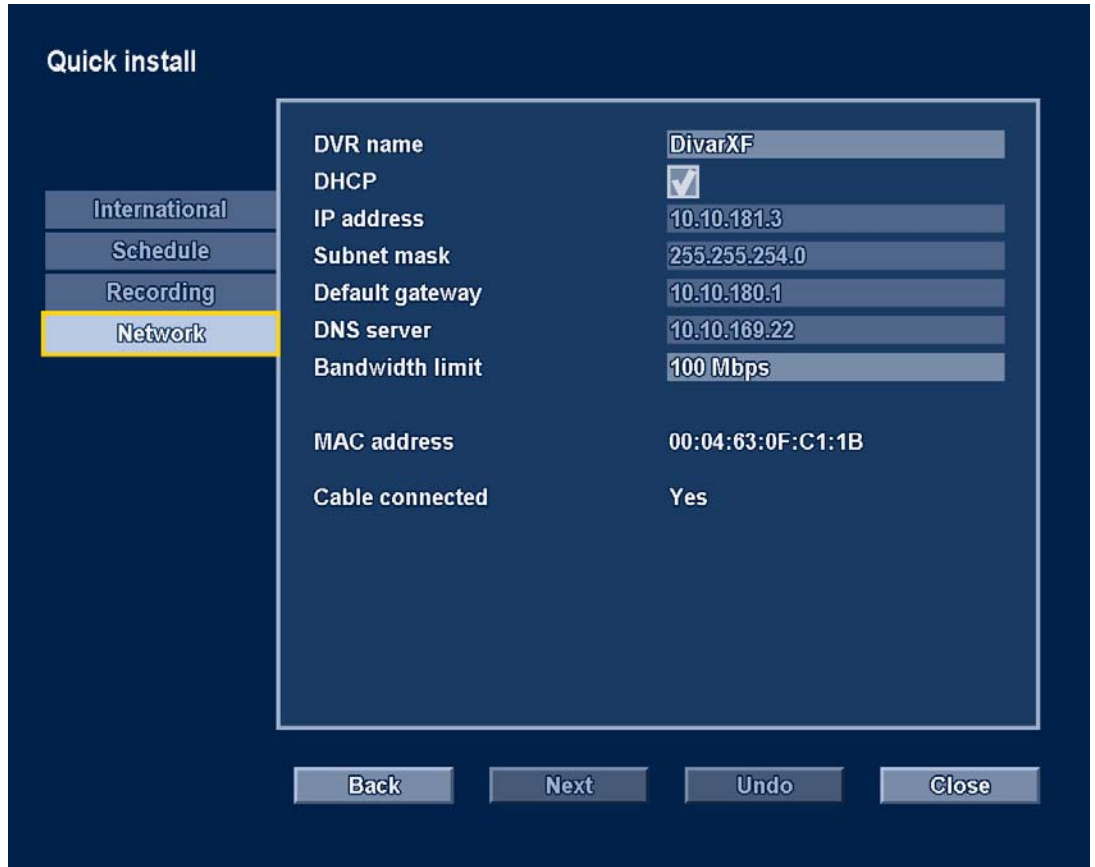 Quick install
International
Schedule
Recording
Network
DVR name DivarXF
DHCP
IP address 10.10.181.3
Subnet mask 255.255.254.0
Default gateway 10.10.180.1
DNS server 10.10.169.22
Bandwidth limit 100 Mbps
MAC address 00:04:63:0F:C1:1B
Cable connected Yes
Back Next Undo Close